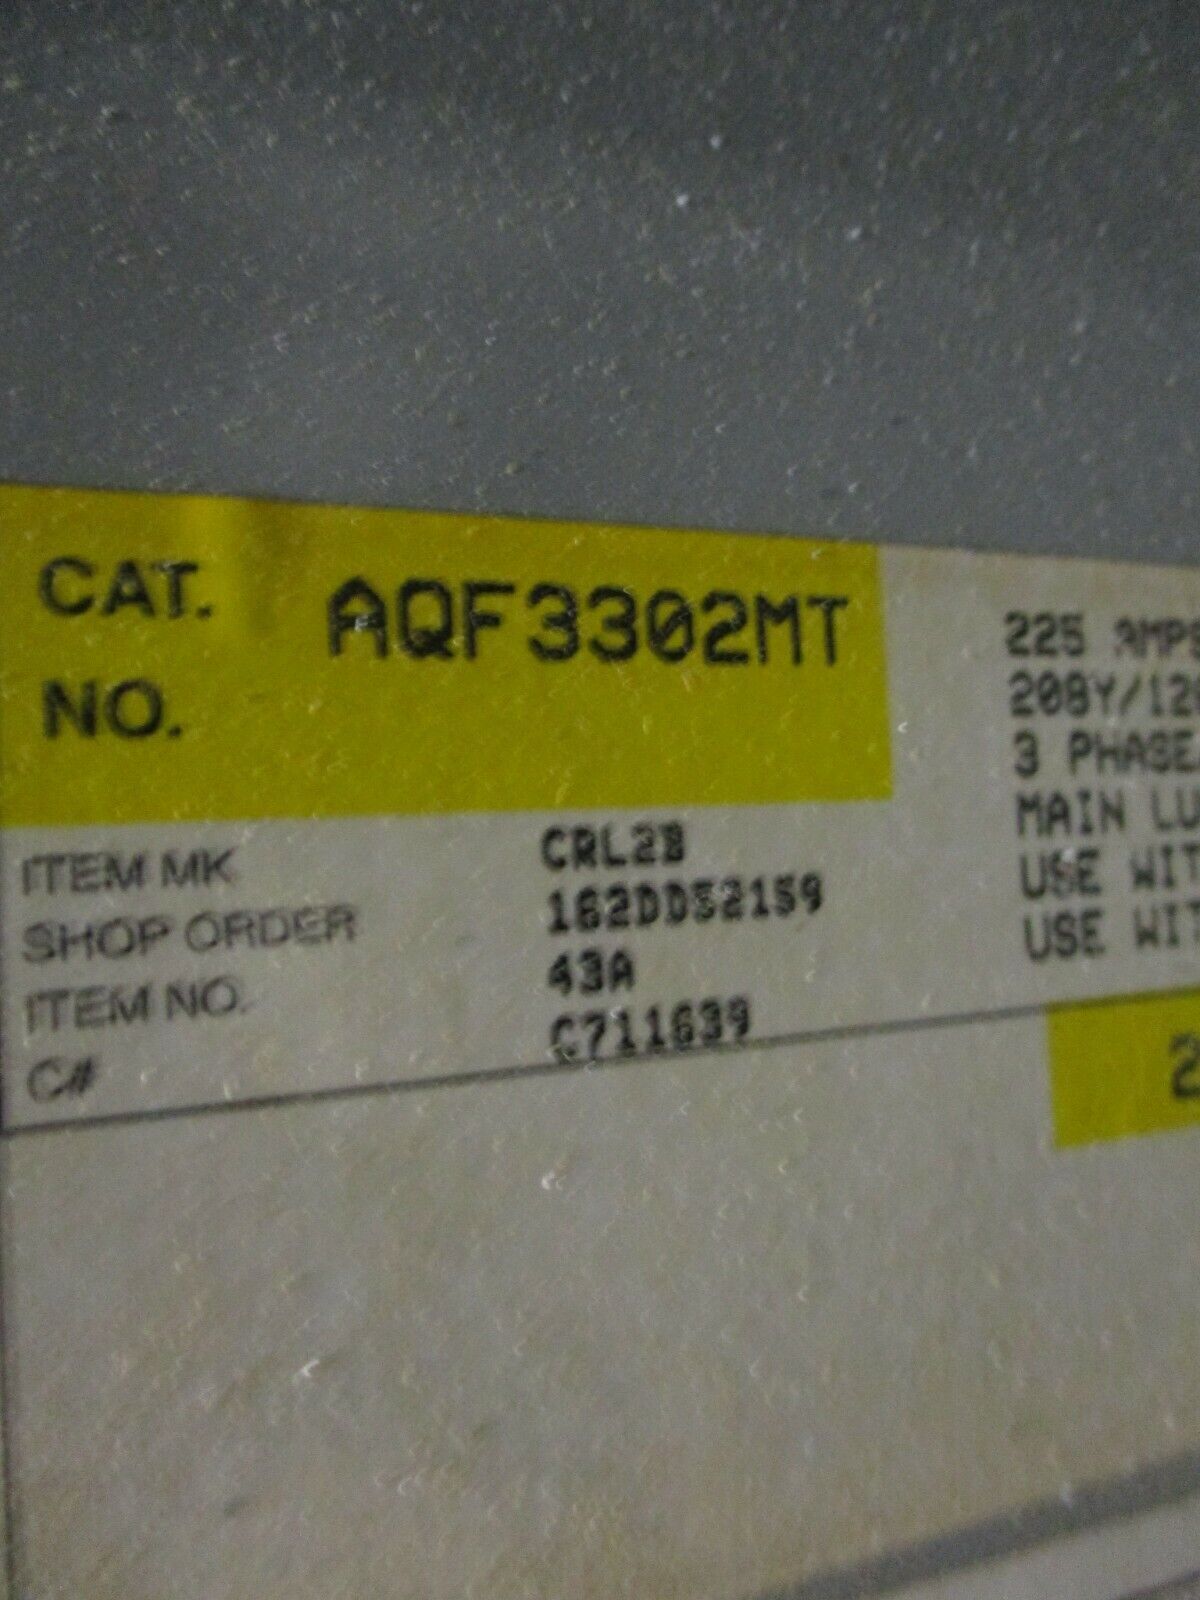 CAT. NO. AQF3302MT
ITEM MK CRL2B
SHOP ORDER 162DD52159
ITEM NO. 43A
C# C711639
225 AMPS
208Y/120
3 PHASE
MAIN LU
USE WIT
USE WIT
2